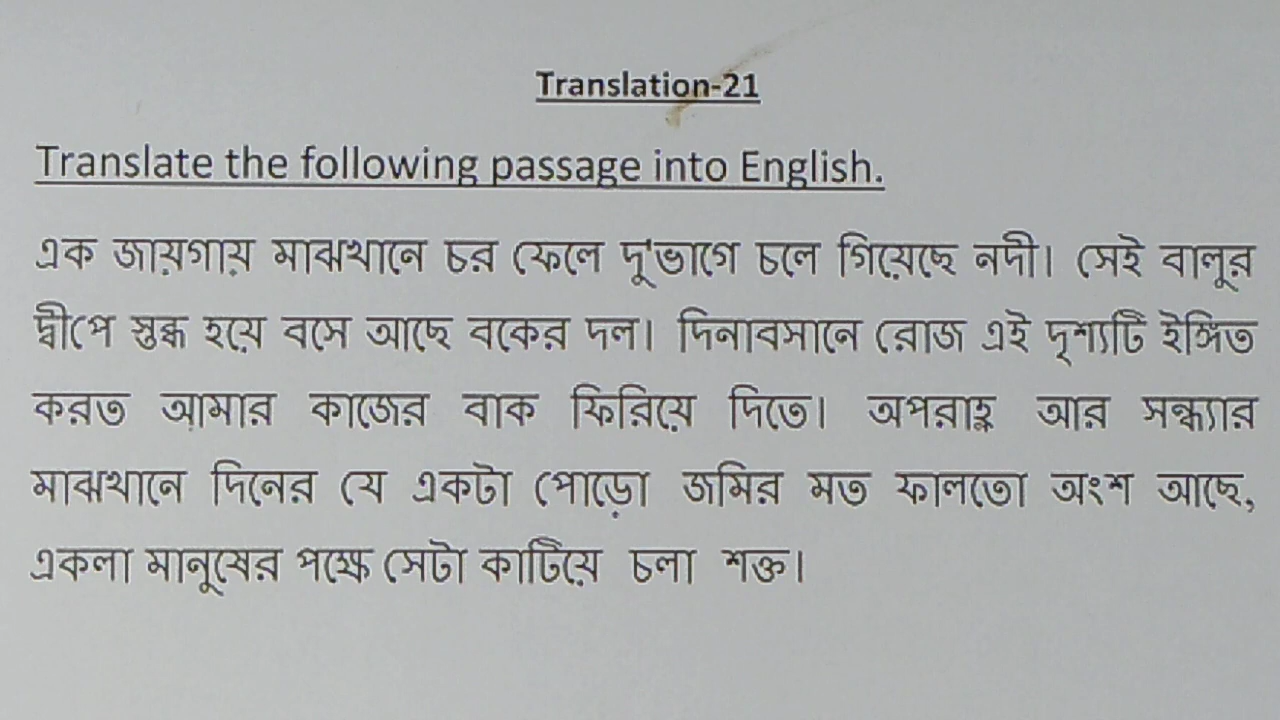 Translation-21
Translate the following passage into English.
এক জায়গায় মাঝখানে চর ফেলে দু'ভাগে চলে গিয়েছে নদী। সেই বালুর
দ্বীপে স্তব্ধ হয়ে বসে আছে বকের দল। দিনাবসানে রোজ এই দৃশ্যটি ইঙ্গিত
করত আমার কাজের বাক ফিরিয়ে দিতে। অপরাহ্ণ আর সন্ধ্যার
মাঝখানে দিনের যে একটা পোড়ো জমির মত ফালতো অংশ আছে,
একলা মানুষের পক্ষে সেটা কাটিয়ে চলা শক্ত।